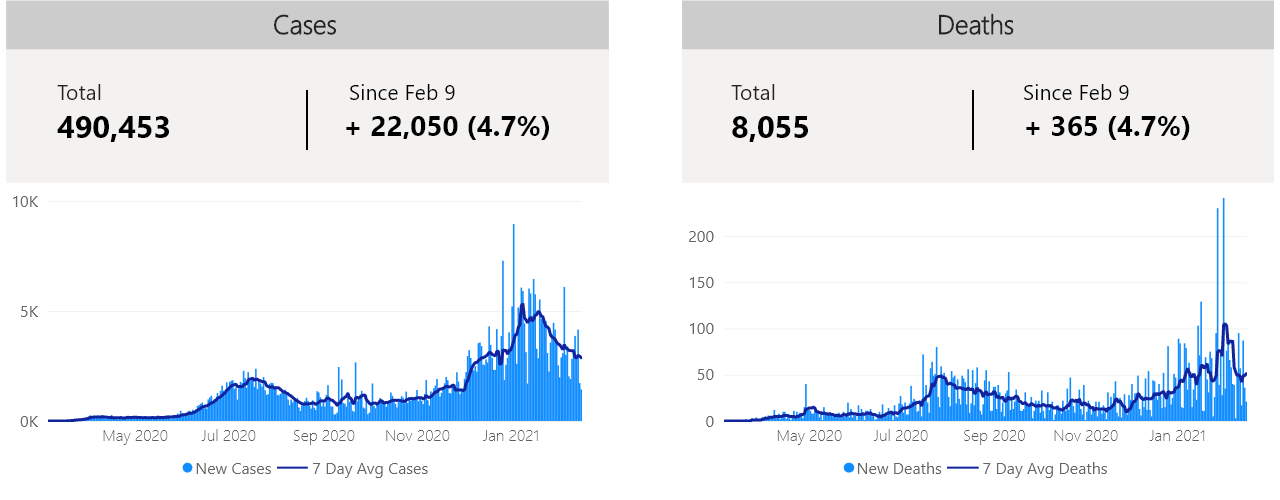 Cases
Total
490,453
Since Feb 9
+ 22,050 (4.7%)
10K
5K
0K
May 2020 Jul 2020 Sep 2020 Nov 2020 Jan 2021
New Cases 7 Day Avg Cases
Deaths
Total
8,055
Since Feb 9
+ 365 (4.7%)
200
150
100
50
0
May 2020 Jul 2020 Sep 2020 Nov 2020 Jan 2021
New Deaths 7 Day Avg Deaths